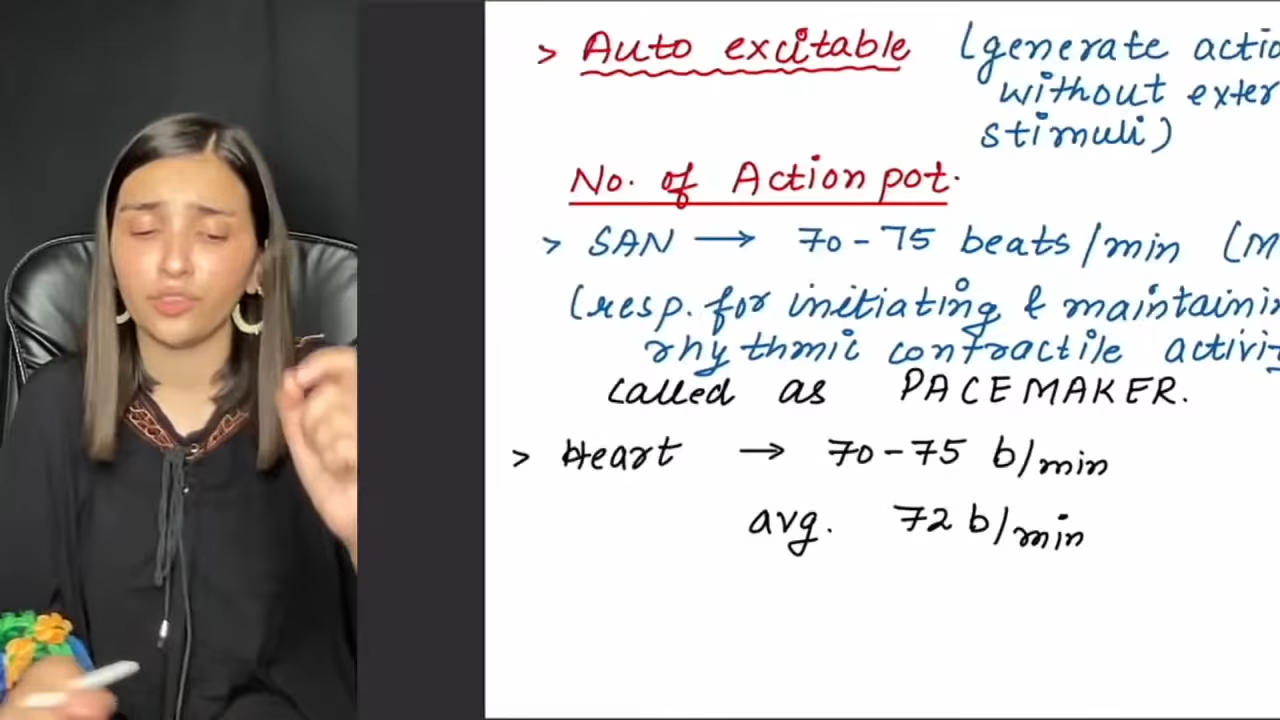 > Auto excitable (generate actio
without exter
stimuli)
No. of Action pot.
> SAN → 70-75 beats/min (M
(resp. for initiating & maintainin
rhythmic contractile activit
called as PACEMAKER.
> Heart → 70-75 b/min
avg. 72 b/min